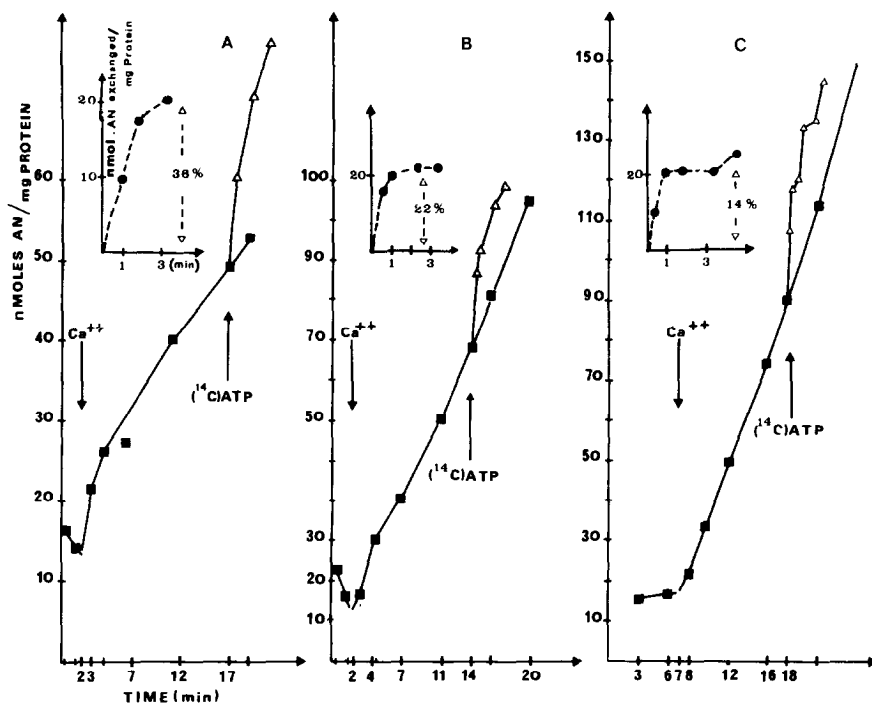 A
nmol AN exchanged/
mg Protein
20
10
36%
1 3 (min)
nMOLES AN/mg PROTEIN
60
50
40
30
20
10
Ca++
(14C)ATP
2 3 7 12 17
TIME (min)
B
20
22%
1 3
100
90
70
50
30
20
10
Ca++
(14C)ATP
2 4 7 11 14 20
C
20
14%
1 3
150
130
110
90
70
50
30
10
Ca++
(14C)ATP
3 6 7 8 12 16 18